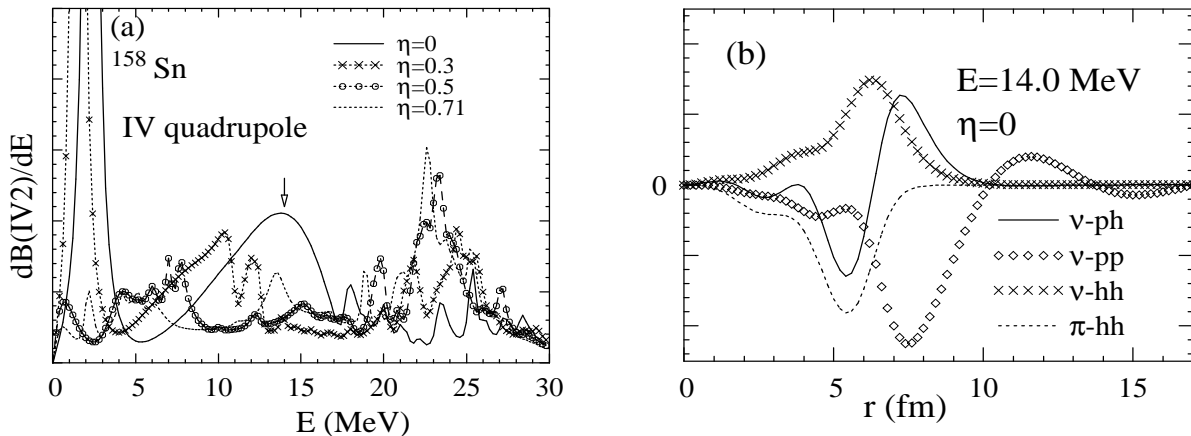 (a)
158 Sn
IV quadrupole
η=0
η=0.3
η=0.5
η=0.71
dB(IV2)/dE
0 5 10 15 20 25 30
E (MeV)
(b)
E=14.0 MeV
η=0
0
ν-ph
ν-pp
ν-hh
π-hh
0 5 10 15
r (fm)